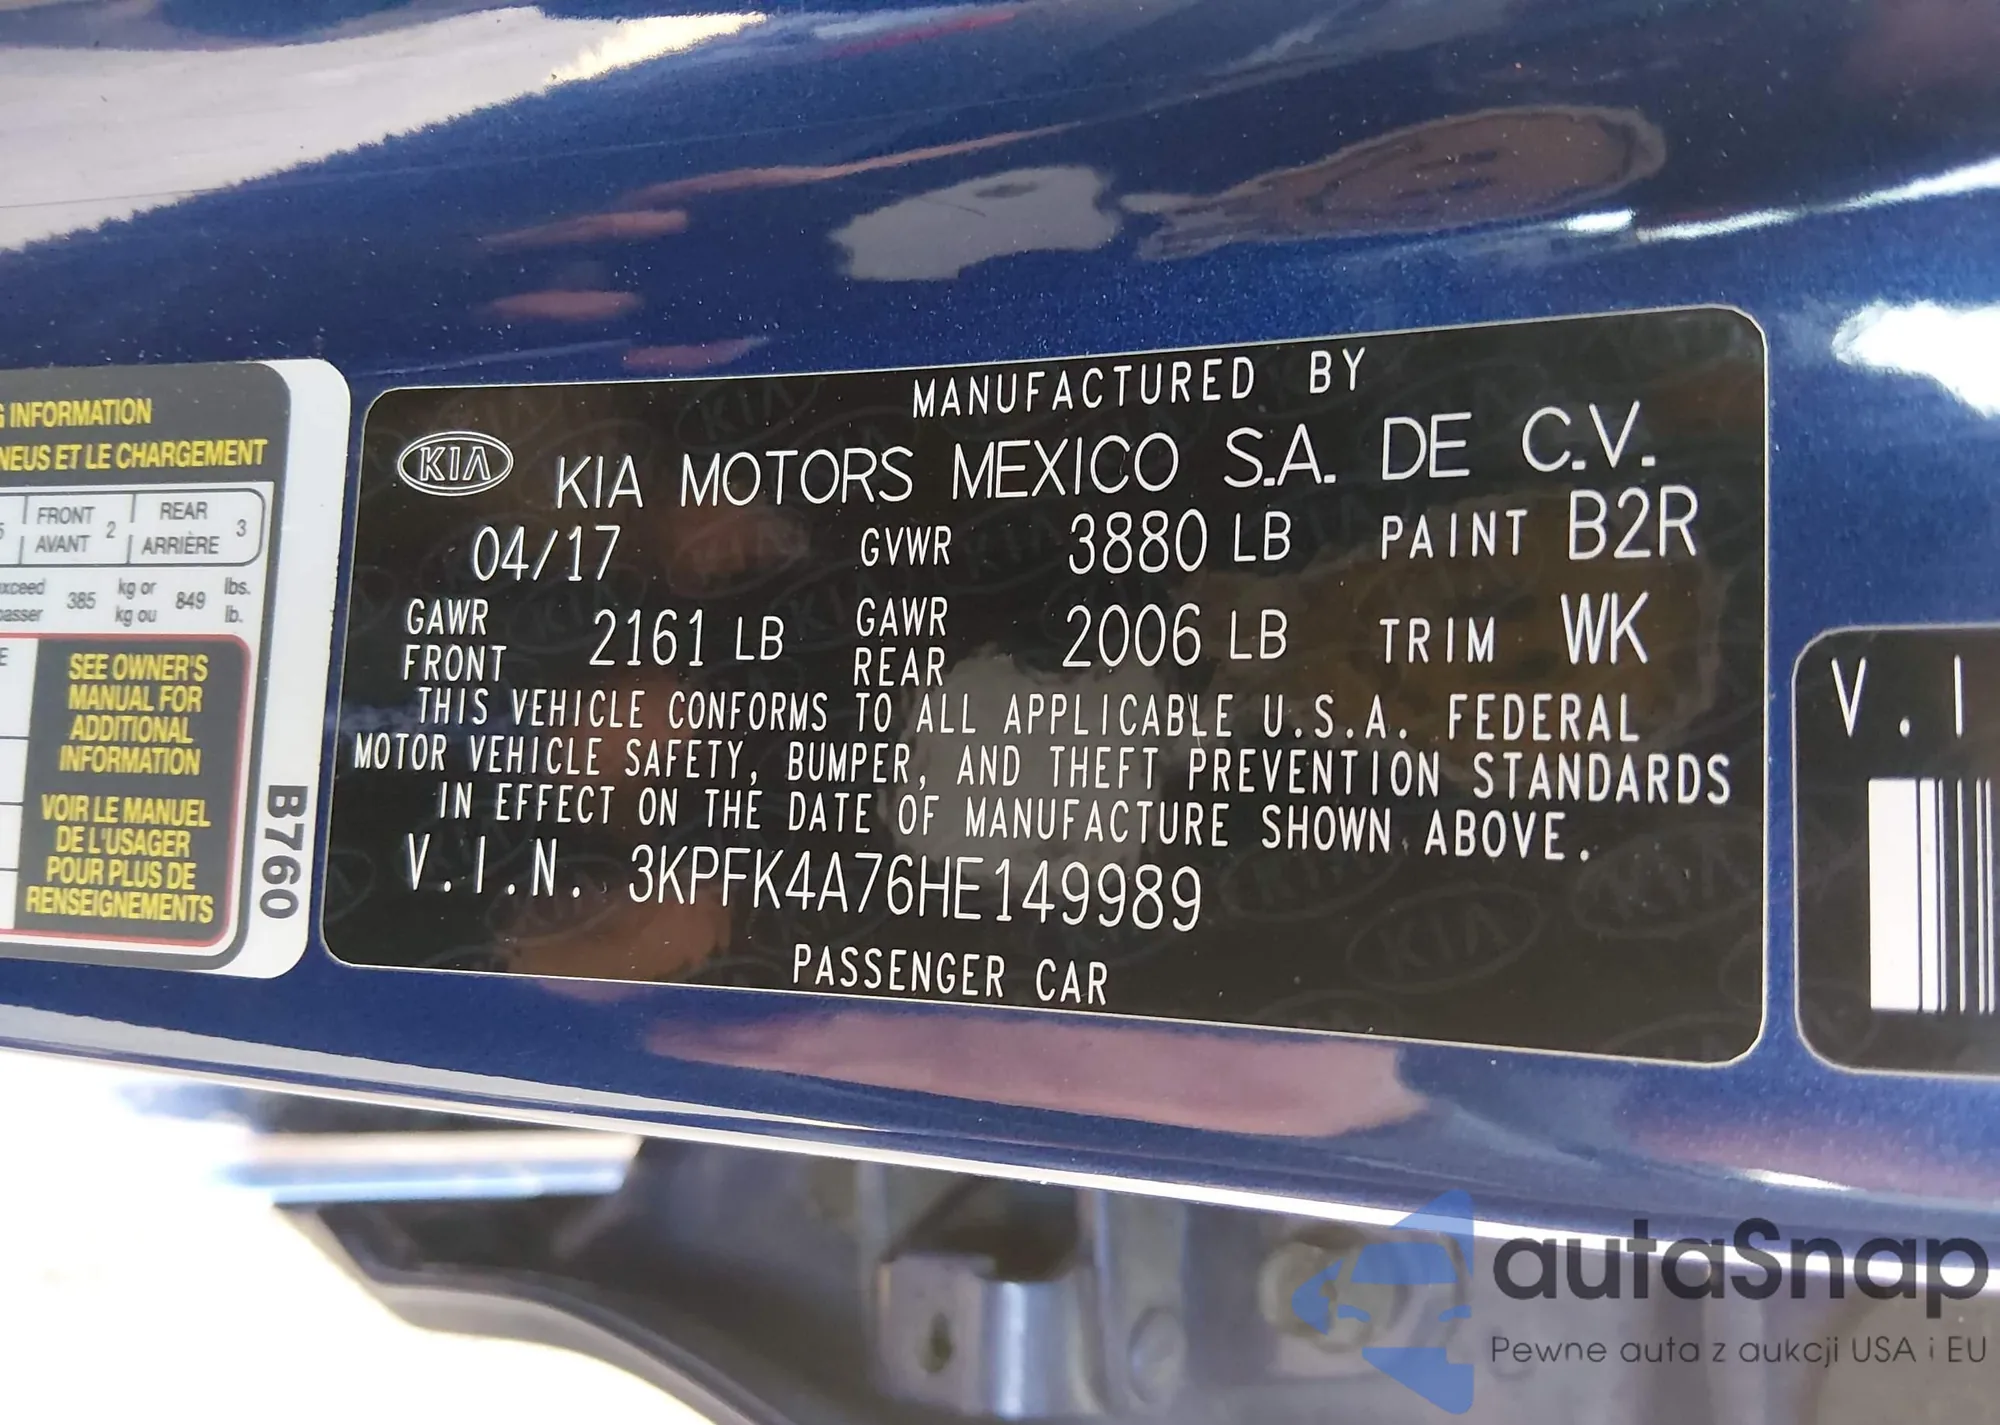 MANUFACTURED BY
KIA KIA MOTORS MEXICO S.A. DE C.V.
04/17 GVWR 3880 LB PAINT B2R
GAWR FRONT 2161 LB GAWR REAR 2006 LB TRIM WK
THIS VEHICLE CONFORMS TO ALL APPLICABLE U.S.A. FEDERAL
MOTOR VEHICLE SAFETY, BUMPER, AND THEFT PREVENTION STANDARDS
IN EFFECT ON THE DATE OF MANUFACTURE SHOWN ABOVE.
V.I.N. 3KPFK4A76HE149989
PASSENGER CAR
INFORMATION
ET LE CHARGEMENT
FRONT 2 REAR 3
AVANT ARRIÈRE
385 kg or 849 lbs.
kg ou lb.
SEE OWNER'S
MANUAL FOR
ADDITIONAL
INFORMATION
VOIR LE MANUEL
DE L'USAGER
POUR PLUS DE
RENSEIGNEMENTS
B760
V.I
autaSnap
Pewne auta z aukcji USA i EU